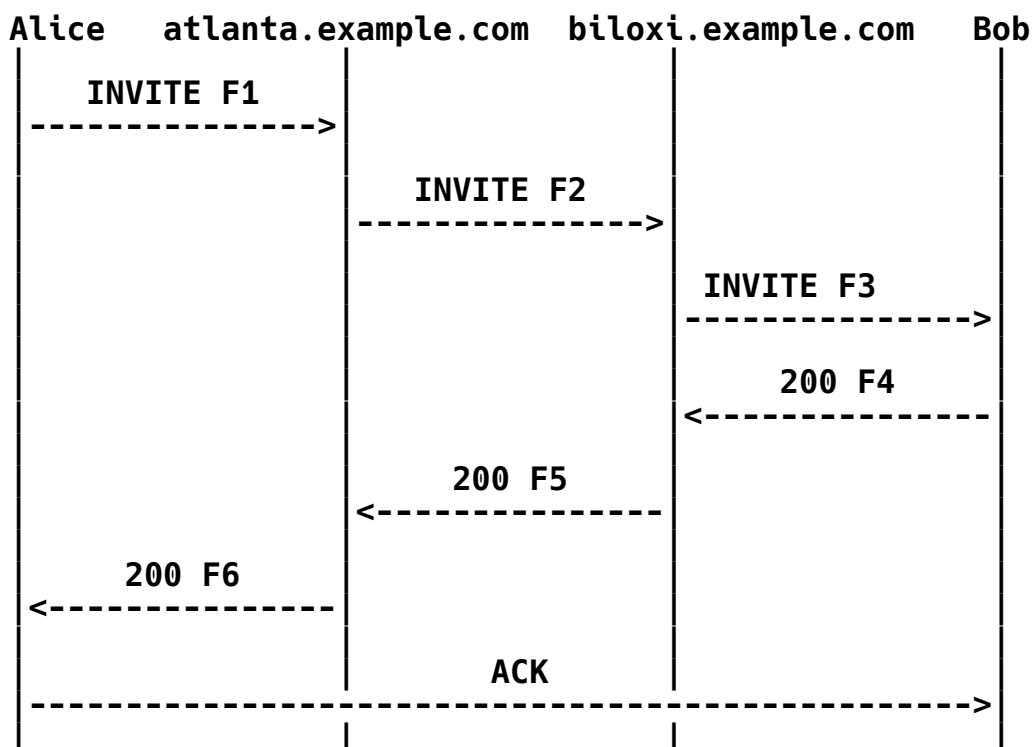 Alice atlanta.example.com biloxi.example.com Bob
INVITE F1
--------------->
INVITE F2
--------------->
INVITE F3
--------------->
200 F4
<---------------
200 F5
<---------------
200 F6
<---------------
ACK
------------------------------------------------->